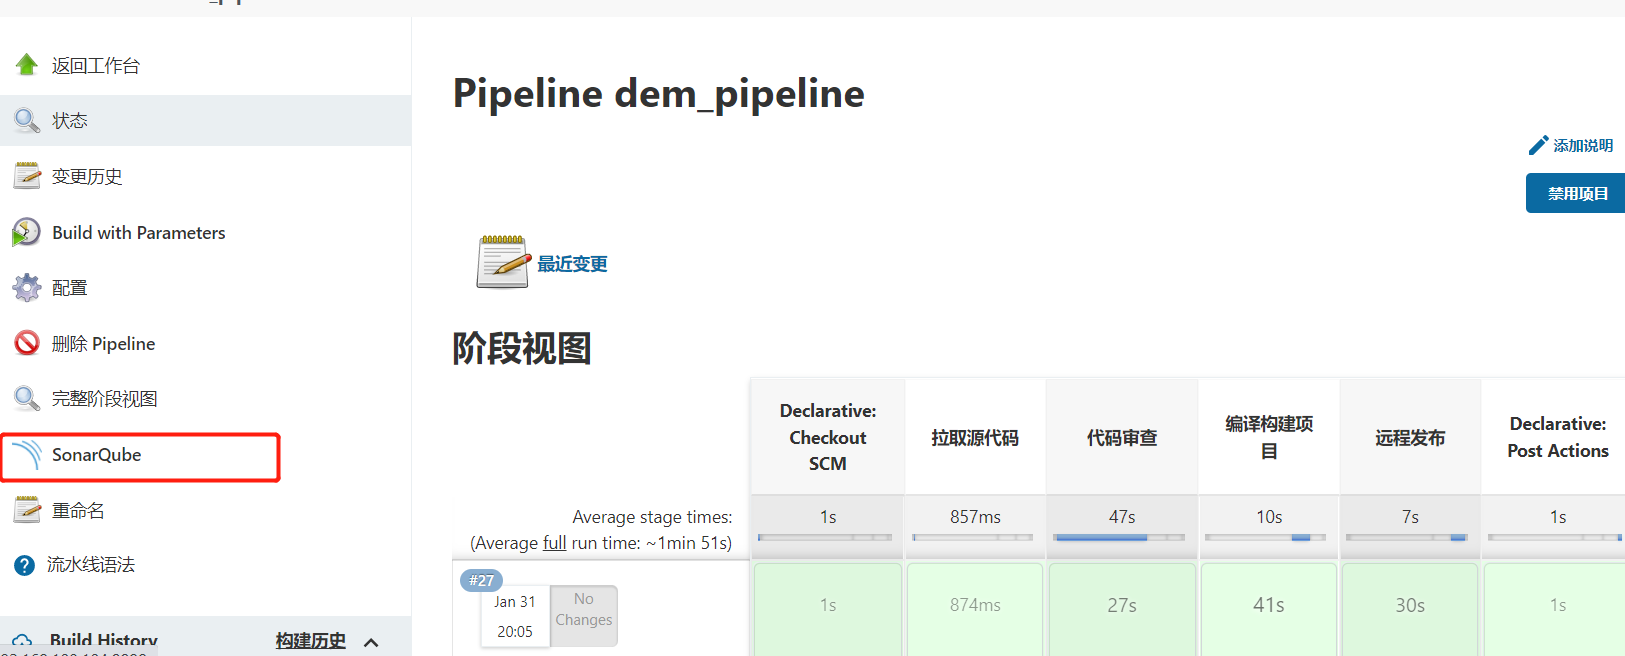 返回工作台
状态
变更历史
Build with Parameters
配置
删除 Pipeline
完整阶段视图
SonarQube
重命名
流水线语法
Build History
构建历史
Pipeline dem_pipeline
添加说明
禁用项目
最近变更
阶段视图
Declarative:
Checkout
SCM
拉取源代码
代码审查
编译构建项
目
远程发布
Declarative:
Post Actions
Average stage times:
(Average full run time: ~1min 51s)
1s
857ms
47s
10s
7s
1s
#27
Jan 31
20:05
No
Changes
1s
874ms
27s
41s
30s
1s